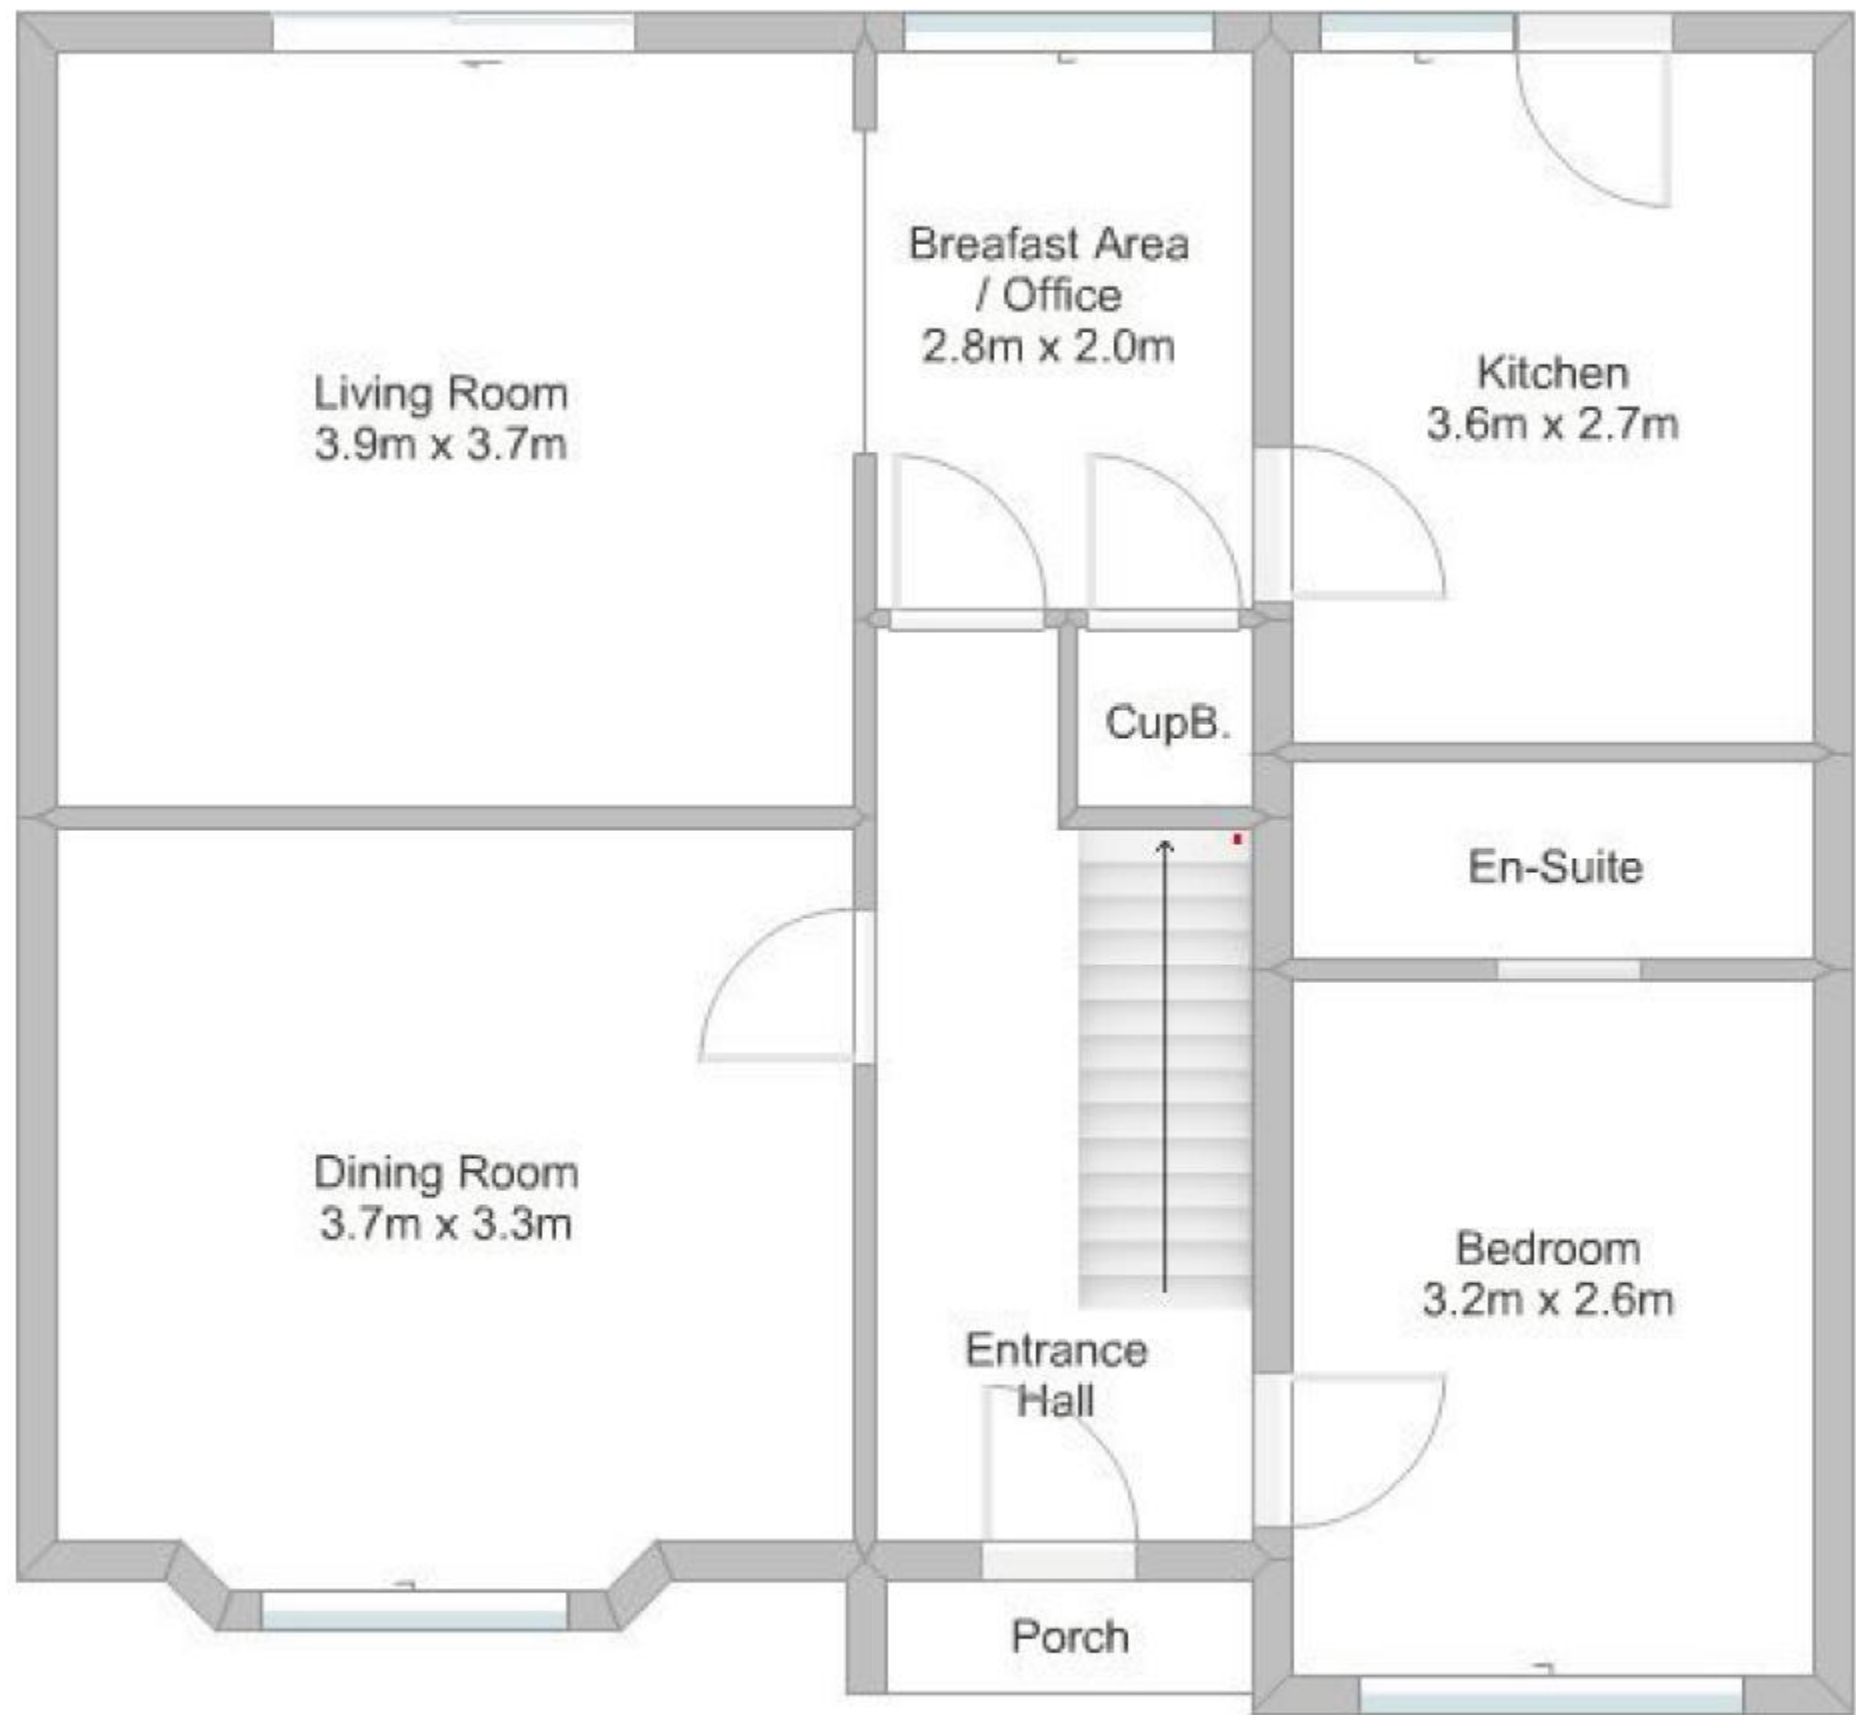 Living Room
3.9m x 3.7m
Breafast Area
/ Office
2.8m x 2.0m
Kitchen
3.6m x 2.7m
CupB.
En-Suite
Dining Room
3.7m x 3.3m
Bedroom
3.2m x 2.6m
Entrance
Hall
Porch